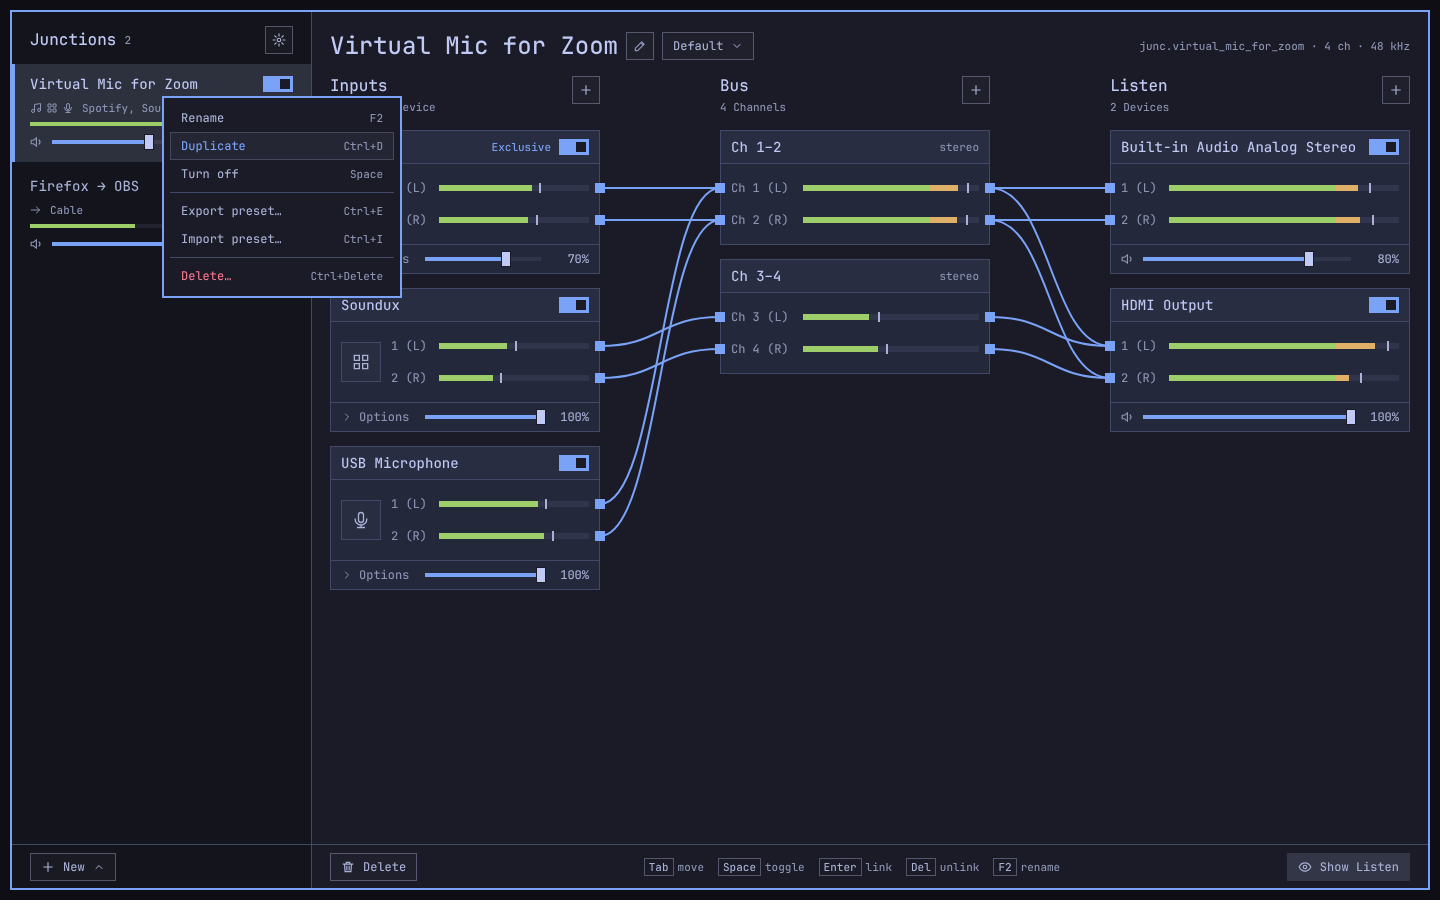 Junctions 2
Virtual Mic for Zoom
Spotify, Sou
Firefox → OBS
Cable
Rename F2
Duplicate Ctrl+D
Turn off Space
Export preset… Ctrl+E
Import preset… Ctrl+I
Delete… Ctrl+Delete
New
Virtual Mic for Zoom
Default
junc.virtual_mic_for_zoom · 4 ch · 48 kHz
Inputs
evice
Exclusive
(L)
(R)
s 70%
Soundux
1 (L)
2 (R)
Options 100%
USB Microphone
1 (L)
2 (R)
Options 100%
Bus
4 Channels
Ch 1–2 stereo
Ch 1 (L)
Ch 2 (R)
Ch 3–4 stereo
Ch 3 (L)
Ch 4 (R)
Listen
2 Devices
Built-in Audio Analog Stereo
1 (L)
2 (R)
80%
HDMI Output
1 (L)
2 (R)
100%
Delete
Tab move Space toggle Enter link Del unlink F2 rename
Show Listen